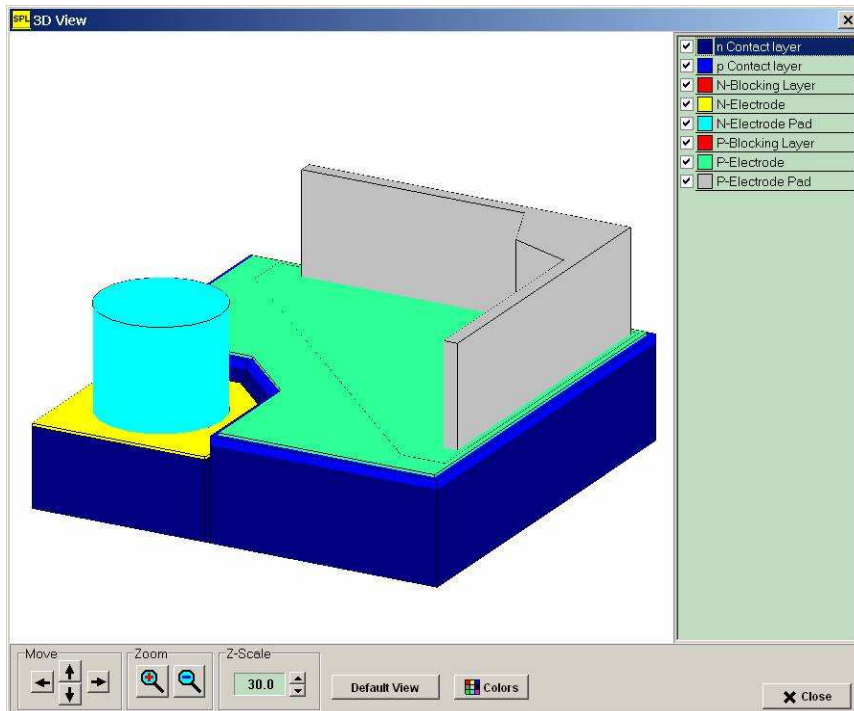 SPL 3D View
n Contact layer
p Contact layer
N-Blocking Layer
N-Electrode
N-Electrode Pad
P-Blocking Layer
P-Electrode
P-Electrode Pad
Move Zoom Z-Scale
30.0 Default View Colors
Close